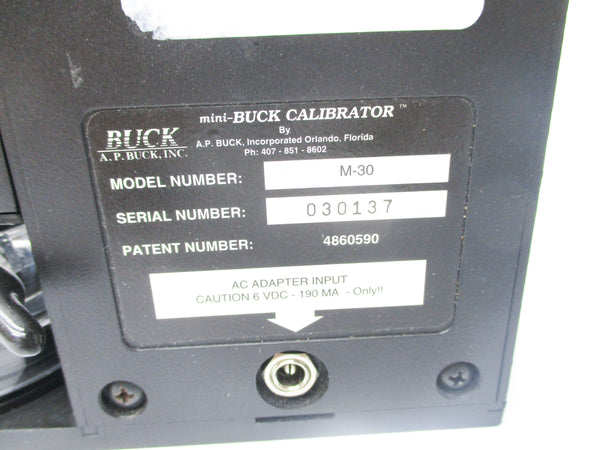 mini-BUCK CALIBRATOR™
By
BUCK
A.P. BUCK, Incorporated Orlando, Florida
A.P. BUCK, INC.
Ph: 407 - 851 - 8602
MODEL NUMBER: M-30
SERIAL NUMBER: 030137
PATENT NUMBER: 4860590
AC ADAPTER INPUT
CAUTION 6 VDC - 190 MA - Only!!